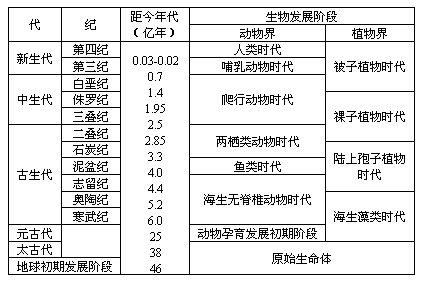 代 纪 距今年代 生物发展阶段
(亿年) 动物界 植物界
新生代 第四纪 人类时代 被子植物时代
第三纪 0.03-0.02 哺乳动物时代
中生代 白垩纪 0.7 爬行动物时代
侏罗纪 1.4 裸子植物时代
三叠纪 1.95
古生代 二叠纪 2.5 两栖类动物时代
石炭纪 2.85 陆上孢子植物
时代
泥盆纪 3.3 鱼类时代
志留纪 4.0 海生无脊椎动物时代
奥陶纪 4.4 海生藻类时代
寒武纪 5.2
6.0
元古代 25 动物孕育发展初期阶段
太古代 38 原始生命体
地球初期发展阶段 46